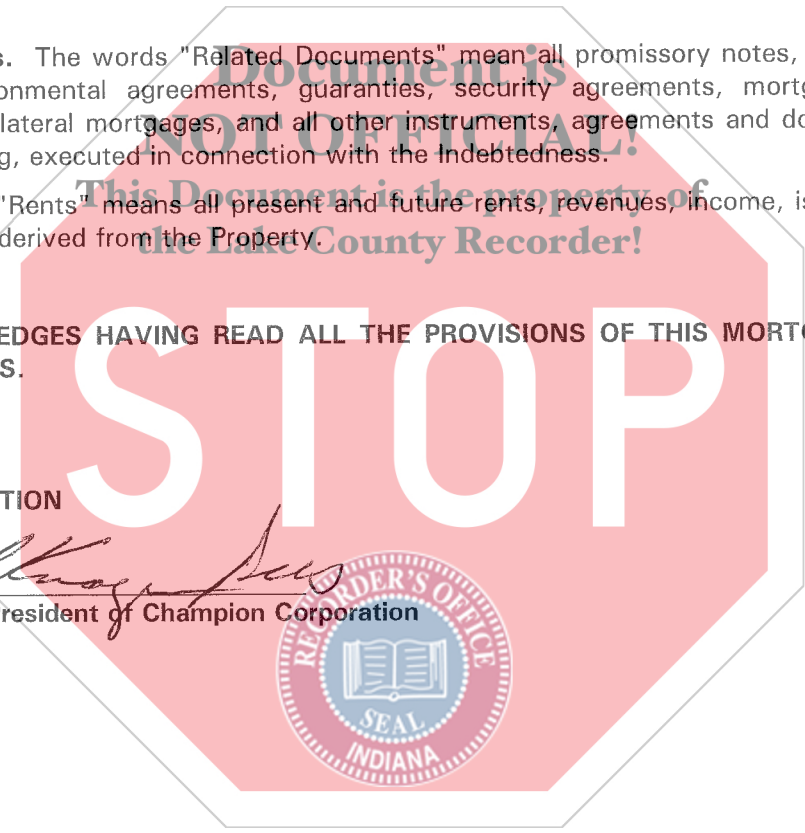 s. The words "Related Documents" mean all promissory notes,
onmental agreements, guaranties, security agreements, mortg
lateral mortgages, and all other instruments, agreements and do
g, executed in connection with the Indebtedness.
"Rents" means all present and future rents, revenues, income, is
derived from the Property.
Document is
NOT OFFICIAL!
This Document is the property of
the Lake County Recorder!
EDGES HAVING READ ALL THE PROVISIONS OF THIS MORTG
S.
STOP
TION
resident of Champion Corporation
RECORDER'S OFFICE
SEAL
INDIANA